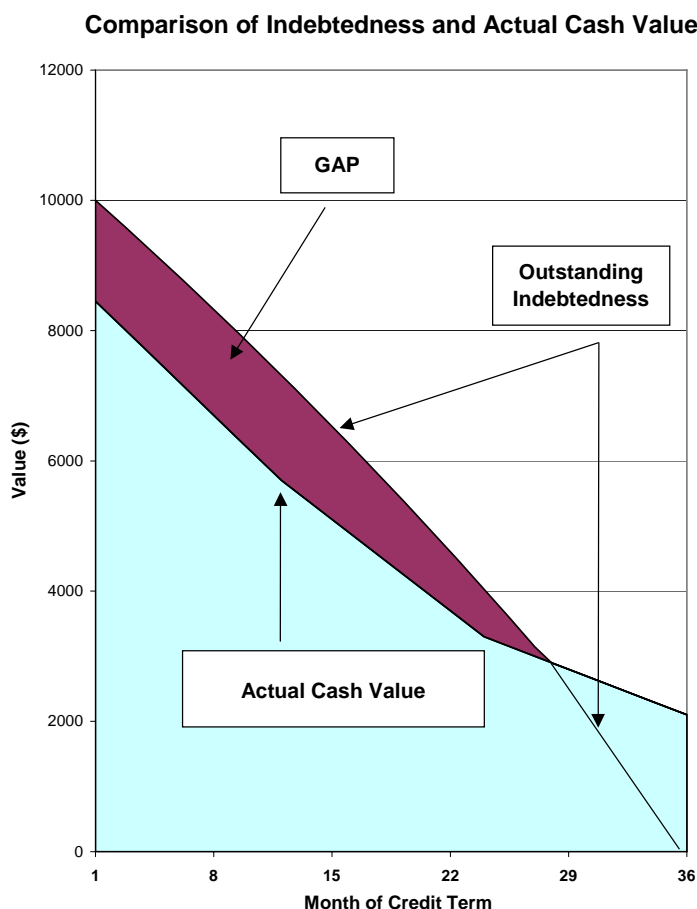 Comparison of Indebtedness and Actual Cash Value
12000
10000
8000
6000
4000
2000
0
Value ($)
GAP
Outstanding
Indebtedness
Actual Cash Value
1 8 15 22 29 36
Month of Credit Term